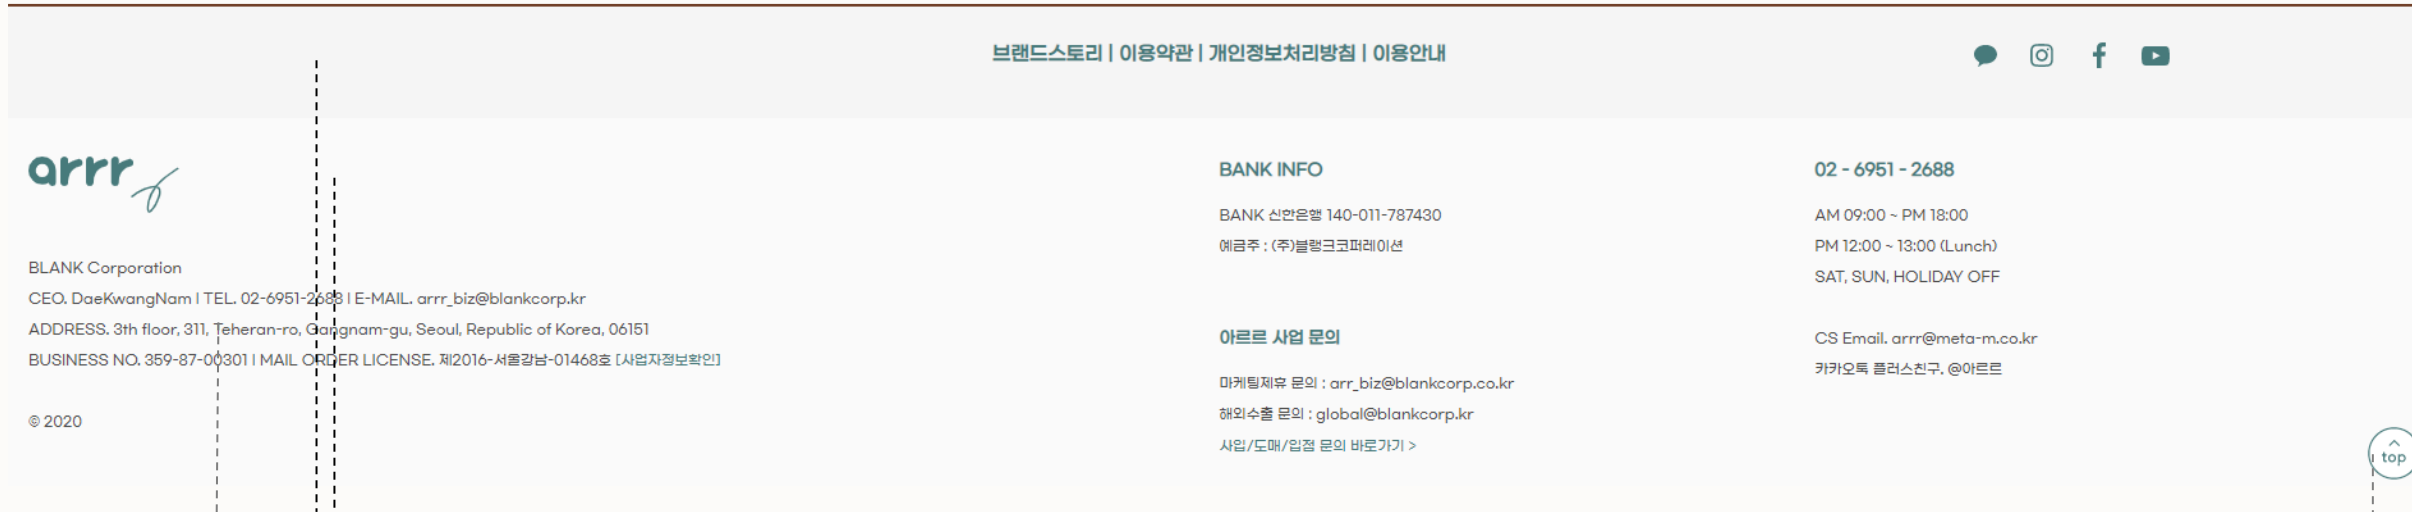 브랜드스토리 | 이용약관 | 개인정보처리방침 | 이용안내
arrr
BLANK Corporation
CEO. DaeKwangNam | TEL. 02-6951-2688 | E-MAIL. arrr_biz@blankcorp.kr
ADDRESS. 3th floor, 311, Teheran-ro, Gangnam-gu, Seoul, Republic of Korea, 06151
BUSINESS NO. 359-87-00301 | MAIL ORDER LICENSE. 제2016-서울강남-01468호 [사업자정보확인]
© 2020
BANK INFO
BANK 신한은행 140-011-787430
예금주 : (주)블랭크코퍼레이션
아르르 사업 문의
마케팅제휴 문의 : arr_biz@blankcorp.co.kr
해외수출 문의 : global@blankcorp.kr
사입/도매/입점 문의 바로가기 >
02 - 6951 - 2688
AM 09:00 ~ PM 18:00
PM 12:00 ~ 13:00 (Lunch)
SAT, SUN, HOLIDAY OFF
CS Email. arrr@meta-m.co.kr
카카오톡 플러스친구. @아르르
top